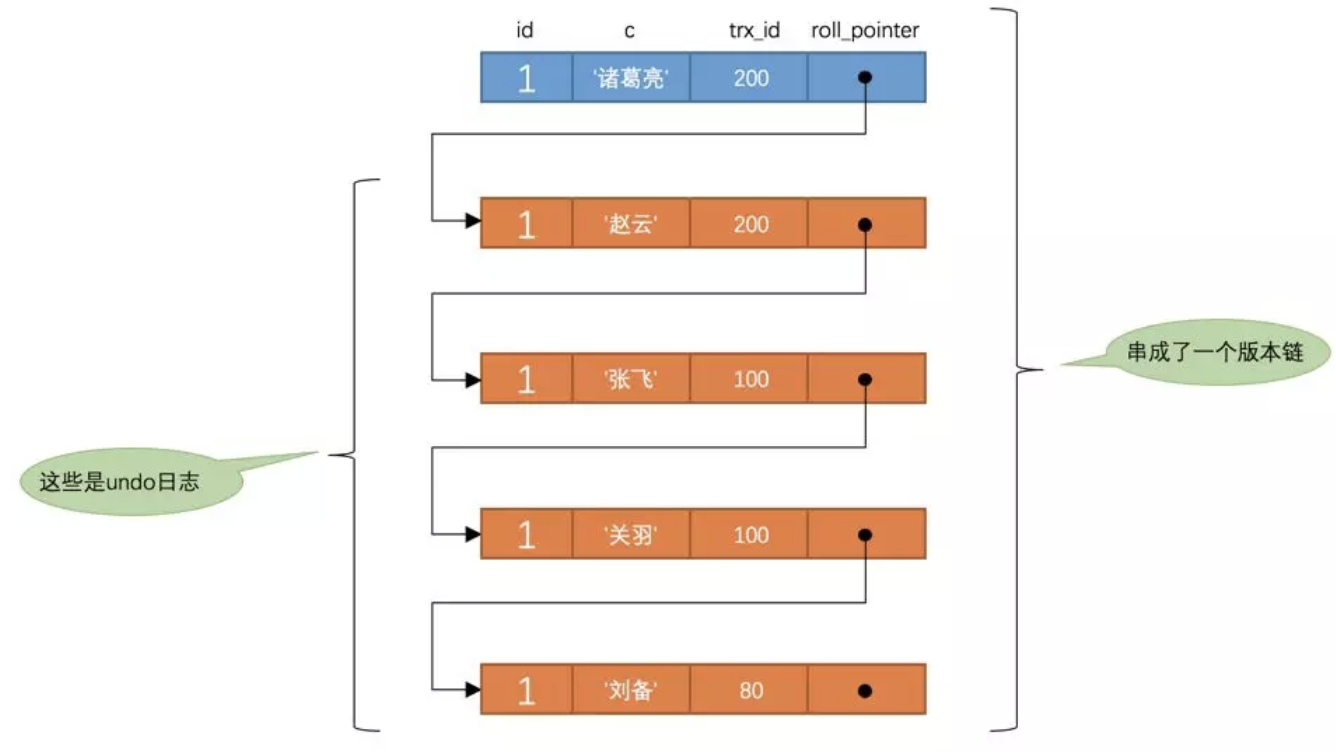 id c trx_id roll_pointer
1 '诸葛亮' 200
1 '赵云' 200
1 '张飞' 100
串成了一个版本链
这些是undo日志
1 '关羽' 100
1 '刘备' 80